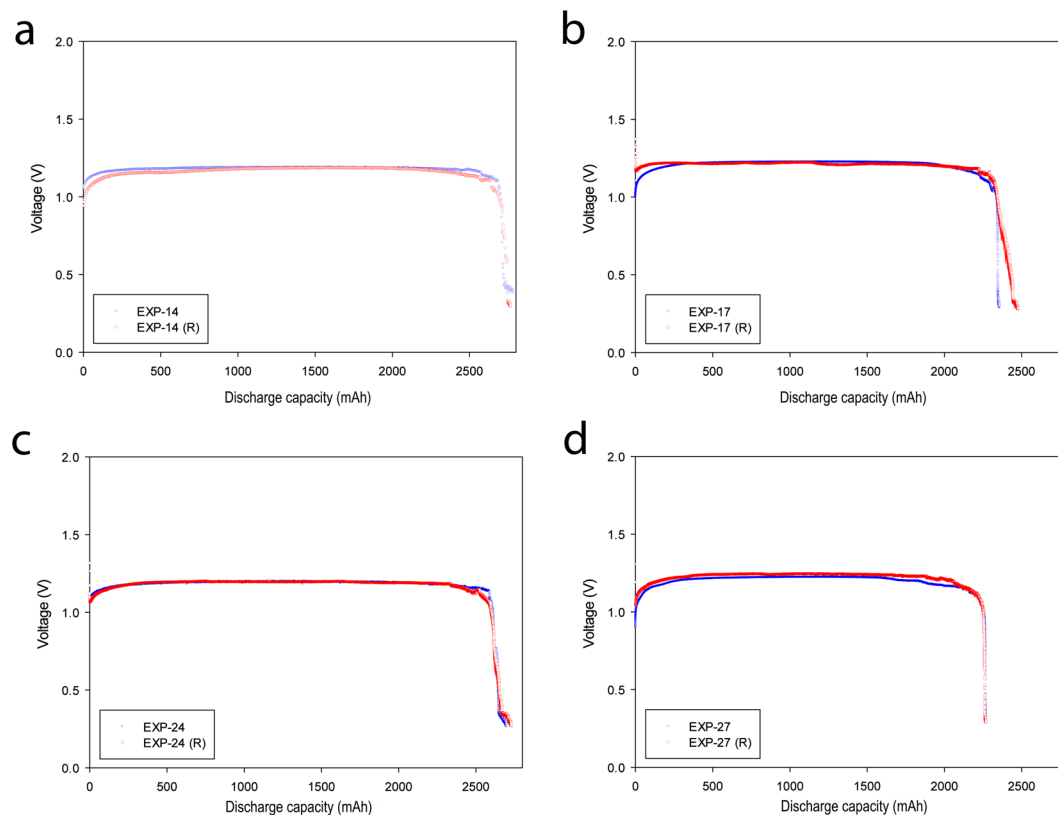 a
2.0
1.5
1.0
0.5
0.0
Voltage (V)
EXP-14
EXP-14 (R)
0 500 1000 1500 2000 2500
Discharge capacity (mAh)
b
2.0
1.5
1.0
0.5
0.0
Voltage (V)
EXP-17
EXP-17 (R)
0 500 1000 1500 2000 2500
Discharge capacity (mAh)
c
2.0
1.5
1.0
0.5
0.0
Voltage (V)
EXP-24
EXP-24 (R)
0 500 1000 1500 2000 2500
Discharge capacity (mAh)
d
2.0
1.5
1.0
0.5
0.0
Voltage (V)
EXP-27
EXP-27 (R)
0 500 1000 1500 2000 2500
Discharge capacity (mAh)